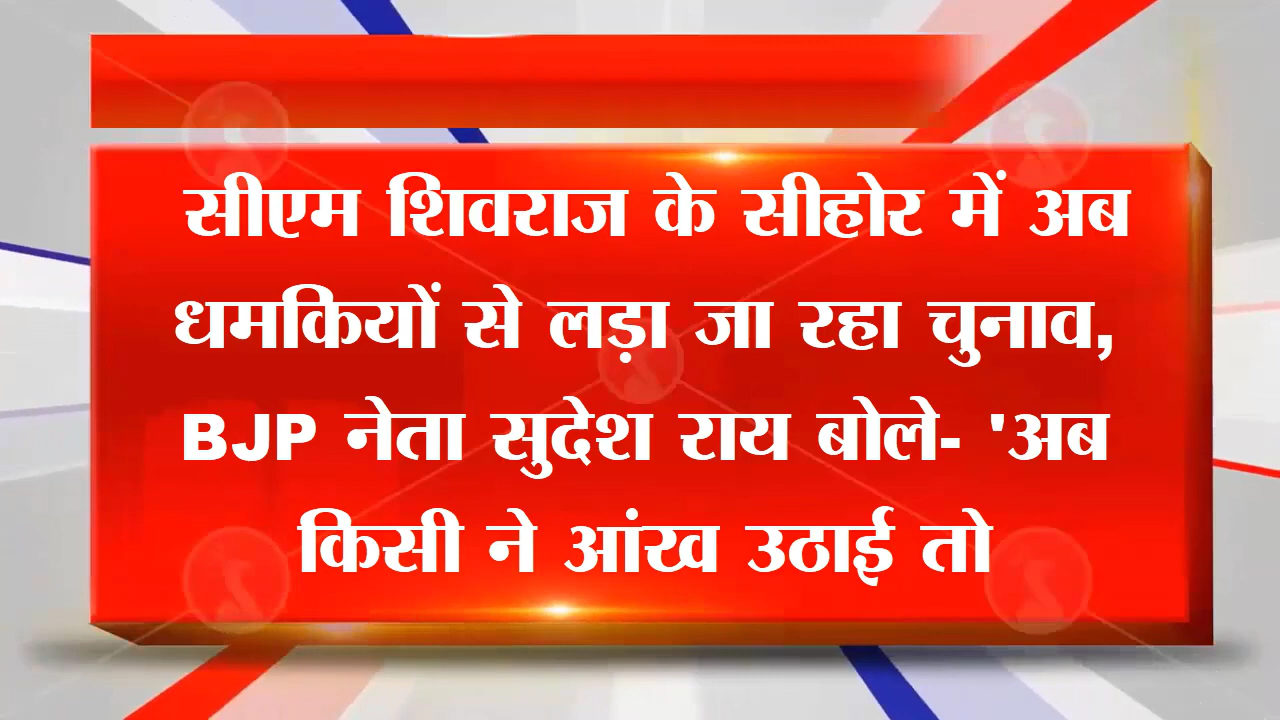 सीएम शिवराज के सीहोर में अब
धमकियों से लड़ा जा रहा चुनाव,
BJP नेता सुदेश राय बोले- 'अब
किसी ने आंख उठाई तो